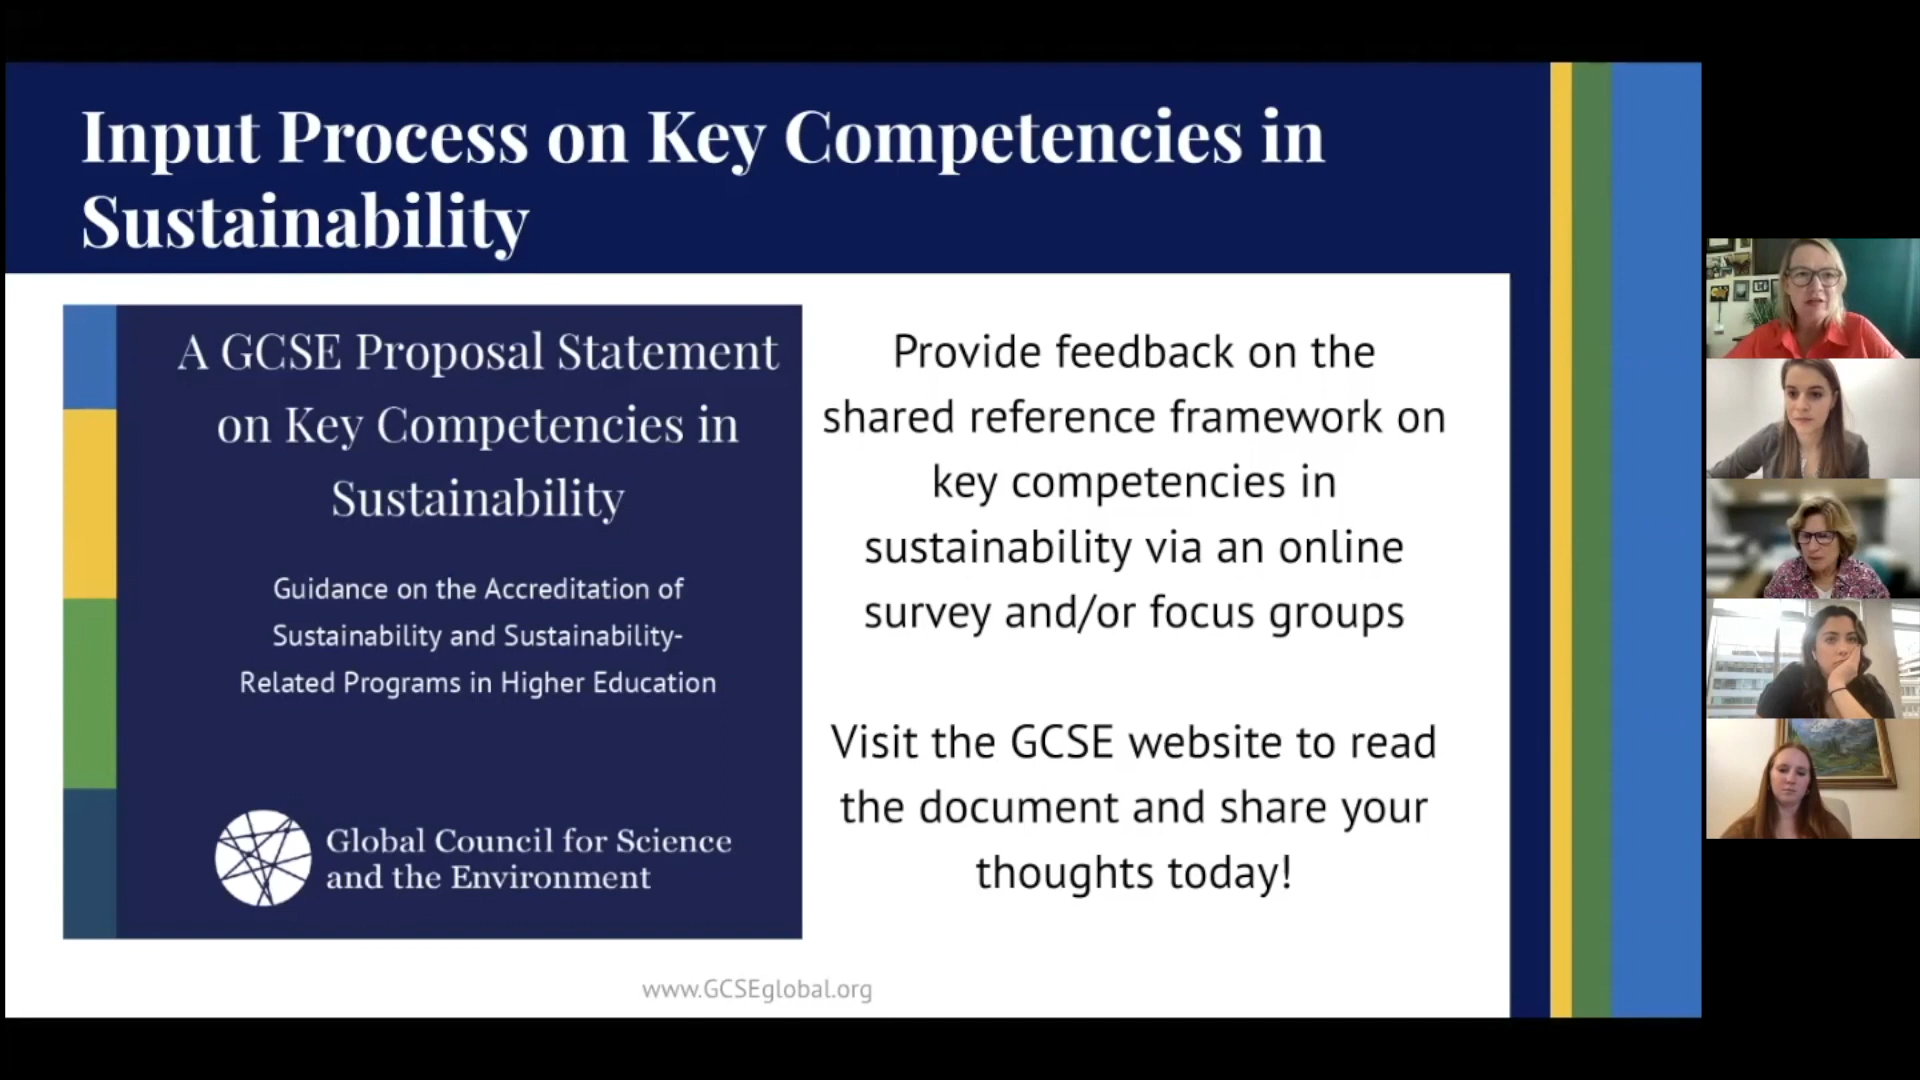 Input Process on Key Competencies in
Sustainability
A GCSE Proposal Statement
on Key Competencies in
Sustainability
Guidance on the Accreditation of
Sustainability and Sustainability-
Related Programs in Higher Education
Global Council for Science
and the Environment
Provide feedback on the
shared reference framework on
key competencies in
sustainability via an online
survey and/or focus groups
Visit the GCSE website to read
the document and share your
thoughts today!
www.GCSEglobal.org